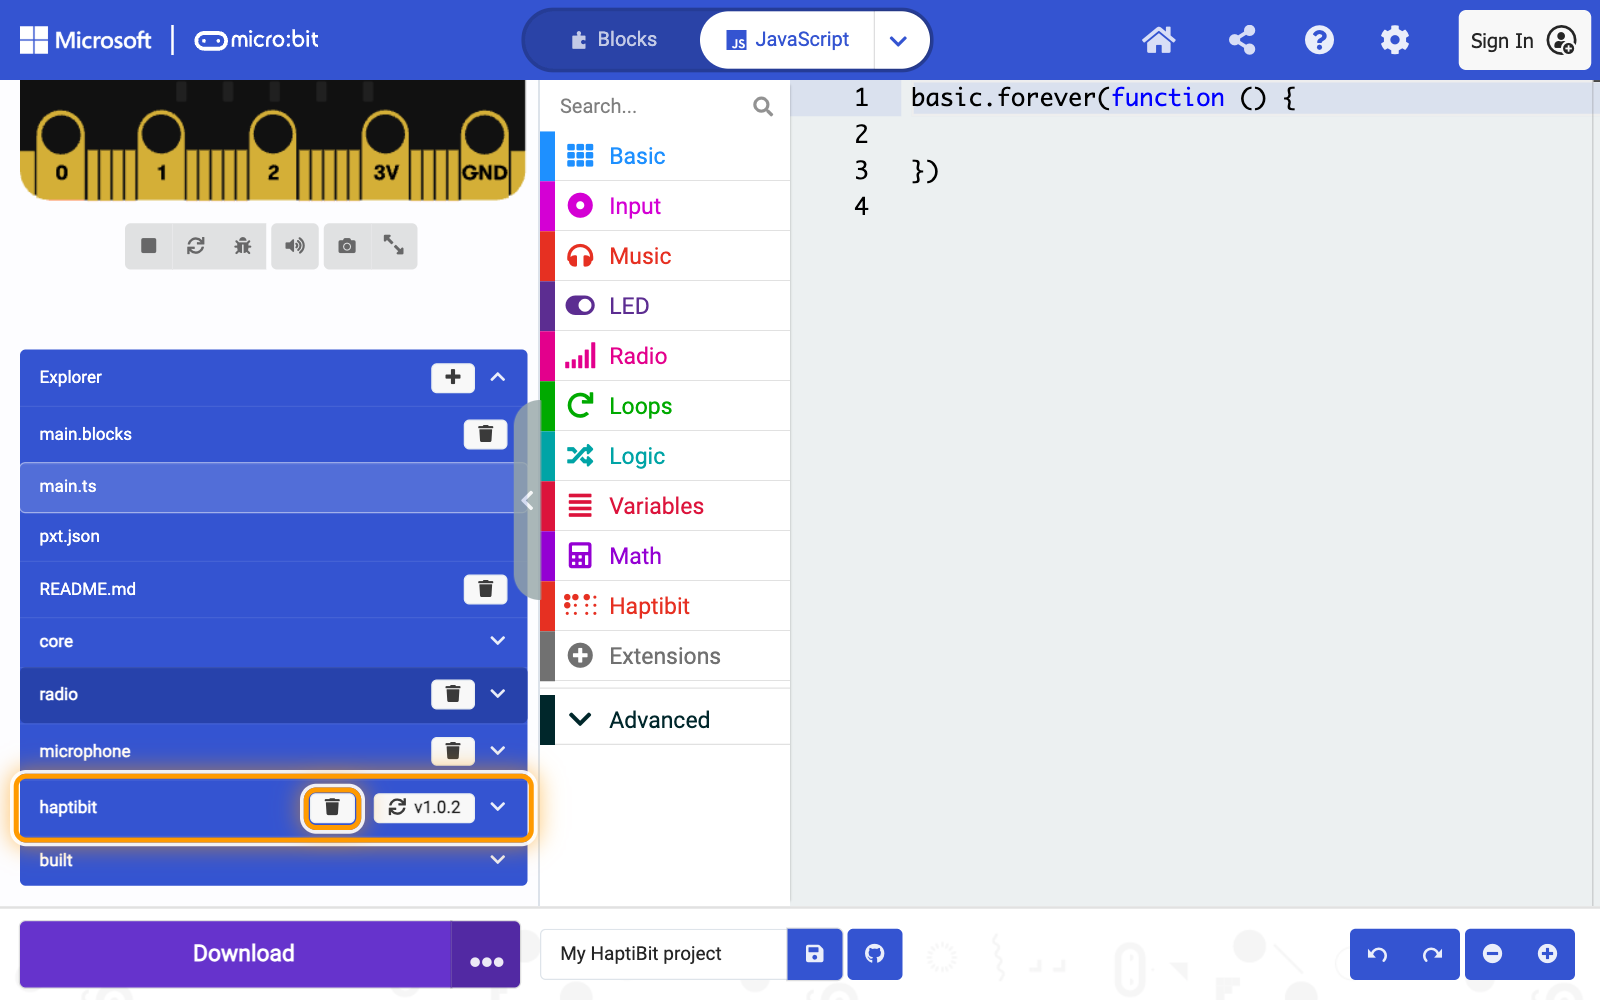 Microsoft | micro:bit
Blocks
JavaScript
Sign In
0 1 2 3V GND
Search...
Basic
Input
Music
LED
Radio
Loops
Logic
Variables
Math
Haptibit
Extensions
Advanced
Explorer
main.blocks
main.ts
pxt.json
README.md
core
radio
microphone
haptibit v1.0.2
built
1 basic.forever(function () {
2
3 })
4
Download
My HaptiBit project